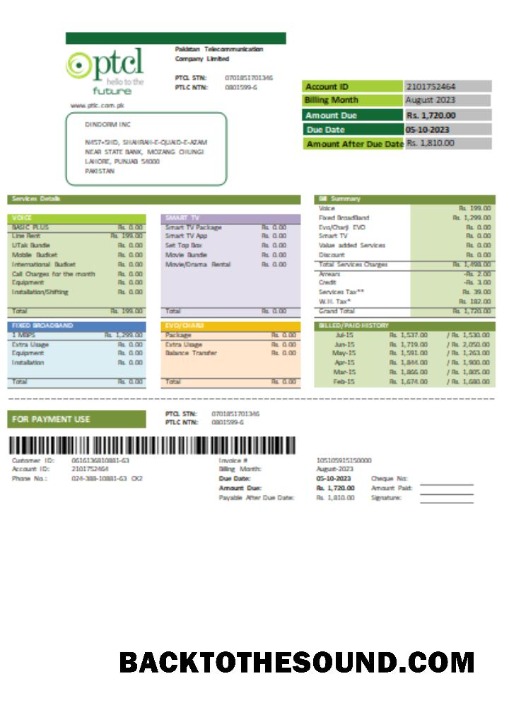 Pakistan Telecommunication
Company Limited
ptcl
hello to the
future
PTCL STN: 0701851701346
PTLC NTN: 0801599-6
www.ptlc.com.pk
Account ID 2101752464
Billing Month August 2023
Amount Due Rs. 1,720.00
Due Date 05-10-2023
Amount After Due Date Rs. 1,810.00
DINDORM INC
NEAR STATE BANK, MOZANG CHUNGI
LAHORE, PUNJAB 54000
PAKISTAN
Services Details
VOICE
BASIC PLUS Rs. 0.00
Line Rent Rs. 199.00
UTak Bundle Rs. 0.00
Mobile Budket Rs. 0.00
International Budket Rs. 0.00
Call Charges for the month Rs. 0.00
Equipment Rs. 0.00
Installation/Shifting Rs. 0.00
Total Rs. 199.00
SMART TV
Smart TV Package Rs. 0.00
Smart TV App Rs. 0.00
Set Top Box Rs. 0.00
Movie Bundle Rs. 0.00
Movie/Drama Rental Rs. 0.00
Total Rs. 0.00
Bill Summary
Voice Rs. 199.00
Fixed BroadBand Rs. 1,299.00
Evo/Charji EVO Rs. 0.00
Smart TV Rs. 0.00
Value added Services Rs. 0.00
Discount Rs. 0.00
Total Services Charges Rs. 1,498.00
Arrears -Rs. 2.00
Credit -Rs. 3.00
Services Tax** Rs. 39.00
W.H. Tax* Rs. 182.00
Grand Total Rs. 1,720.00
FIXED BROADBAND
1 MBPS Rs. 1,299.00
Extra Usage Rs. 0.00
Equipment Rs. 0.00
Installation Rs. 0.00
Total Rs. 0.00
EVO/CHARJI
Package Rs. 0.00
Extra Usage Rs. 0.00
Balance Transfer Rs. 0.00
Total Rs. 0.00
BILLED/PAID HISTORY
Jul-15 Rs. 1,537.00 / Rs. 1,530.00
Jun-15 Rs. 1,719.00 / Rs. 2,050.00
May-15 Rs. 1,591.00 / Rs. 1,263.00
Apr-15 Rs. 1,844.00 / Rs. 1,900.00
Mar-15 Rs. 1,866.00 / Rs. 1,805.00
Feb-15 Rs. 1,674.00 / Rs. 1,680.00
FOR PAYMENT USE
PTCL STN: 0701851701346
PTLC NTN: 0801599-6
Customer ID: 0616136810881-63
Account ID: 2101752464
Phone No.: 024-388-10881-63 CK2
Invoice # 105105915150000
Billing Month: August-2023
Due Date: 05-10-2023 Cheque No:
Amount Due: Rs. 1,720.00 Amount Paid:
Payable After Due Date: Rs. 1,810.00 Signature:
BACKTOTHESOUND.COM